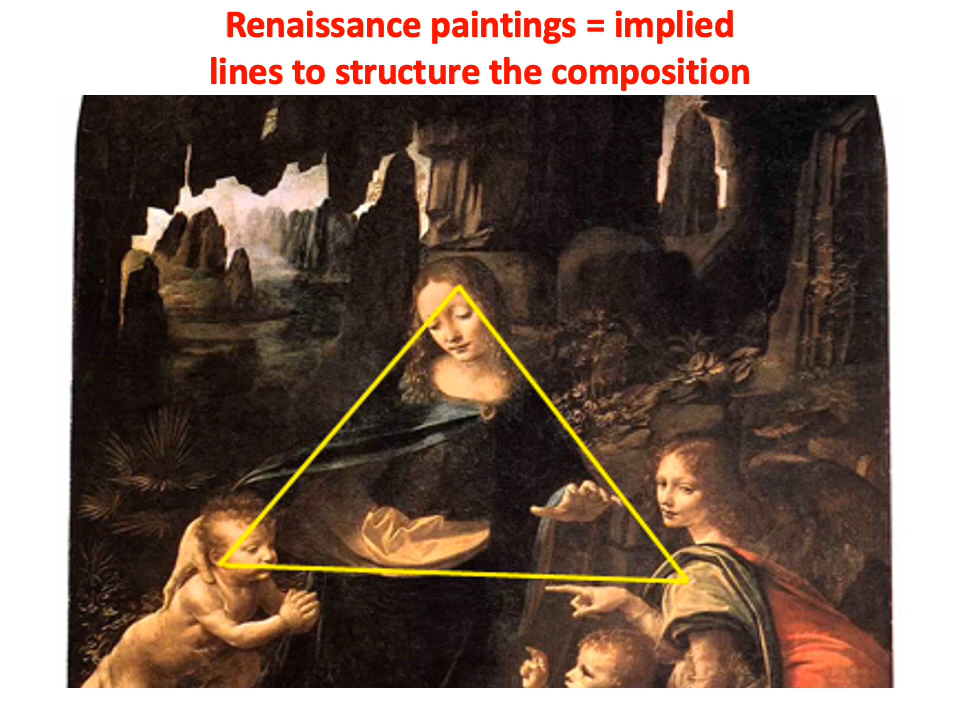 Renaissance paintings = implied
lines to structure the composition